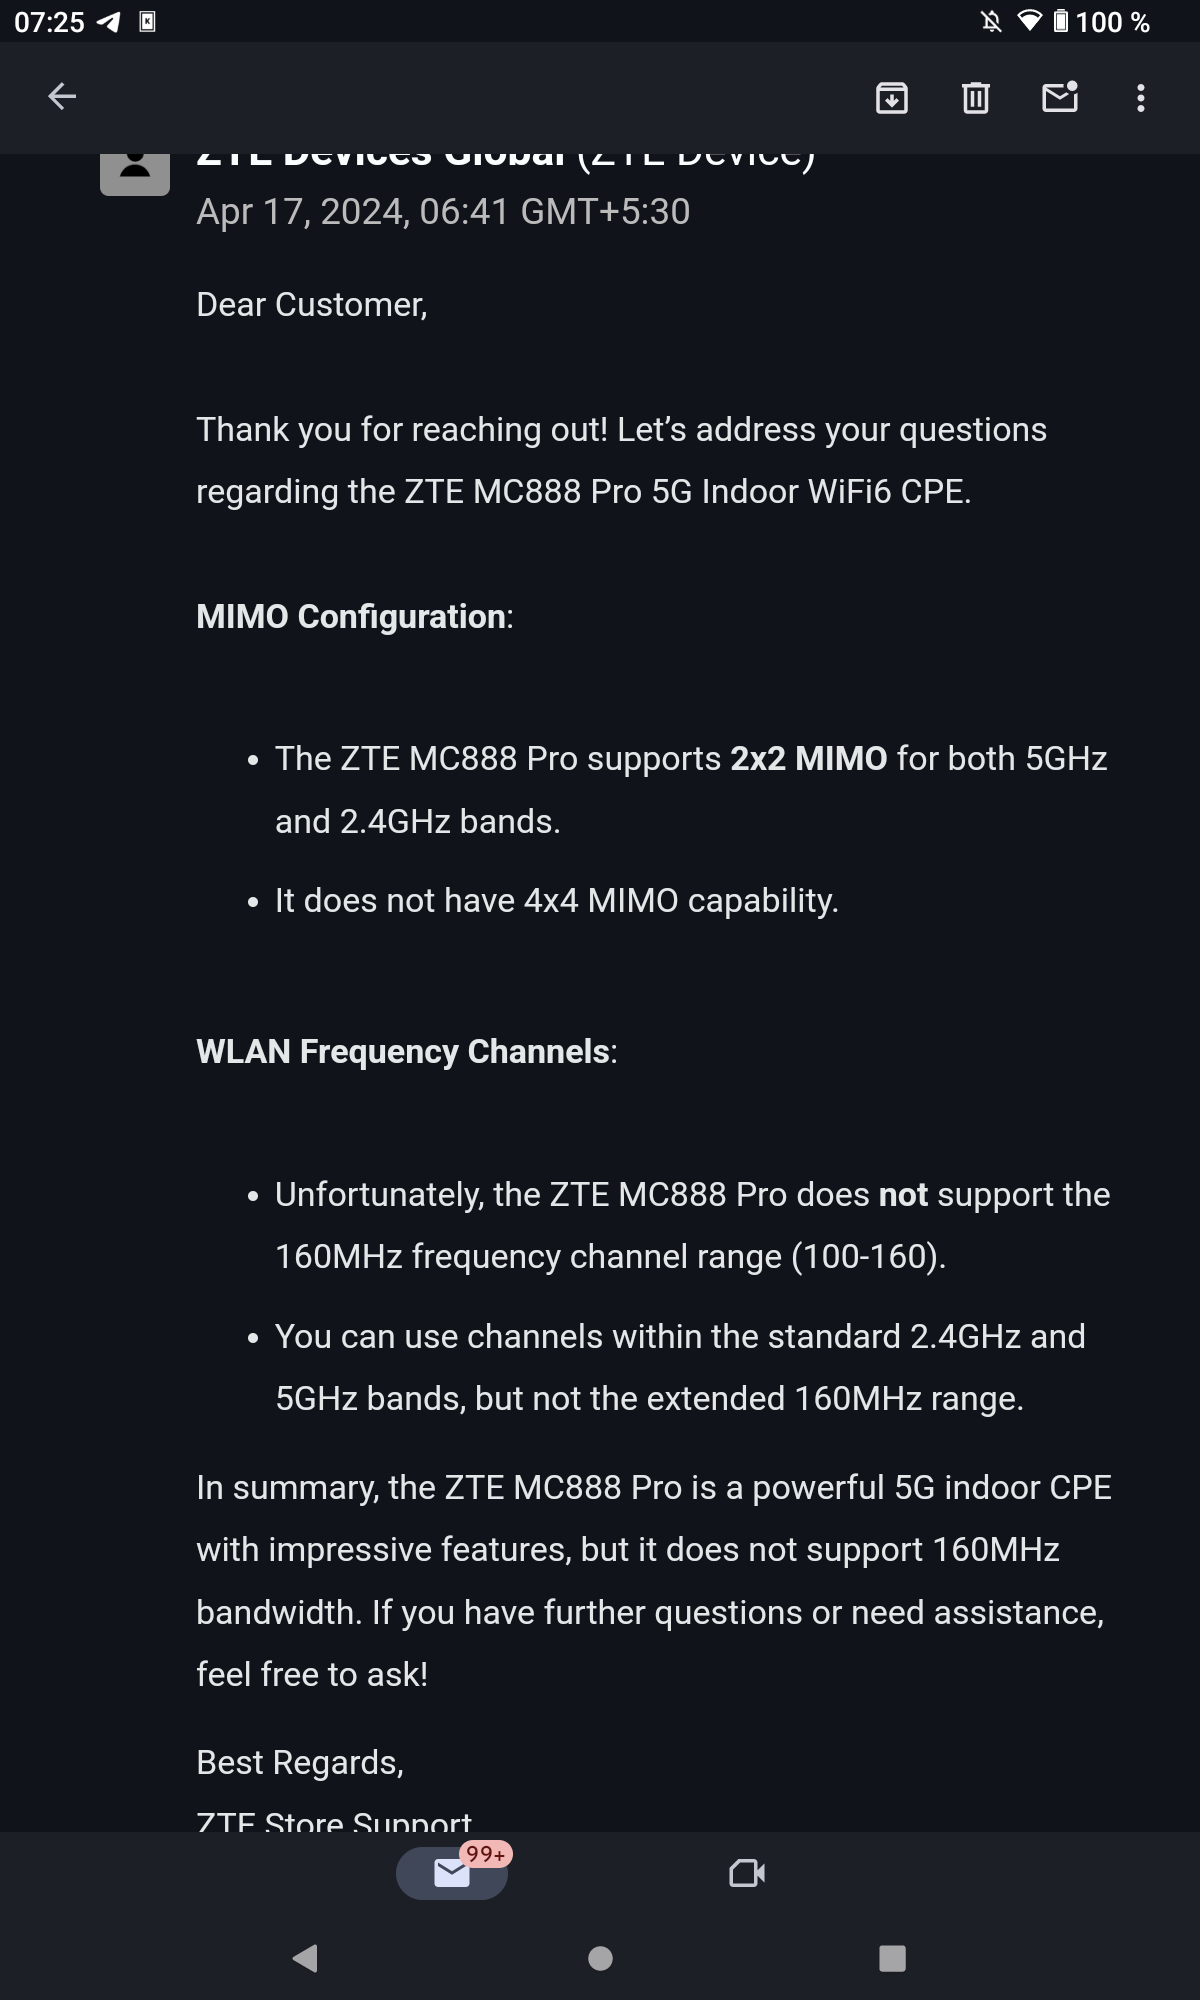 07:25
100 %
ZTE Devices Global (ZTE Device)
Apr 17, 2024, 06:41 GMT+5:30
Dear Customer,
Thank you for reaching out! Let’s address your questions
regarding the ZTE MC888 Pro 5G Indoor WiFi6 CPE.
MIMO Configuration:
• The ZTE MC888 Pro supports 2x2 MIMO for both 5GHz
and 2.4GHz bands.
• It does not have 4x4 MIMO capability.
WLAN Frequency Channels:
• Unfortunately, the ZTE MC888 Pro does not support the
160MHz frequency channel range (100-160).
• You can use channels within the standard 2.4GHz and
5GHz bands, but not the extended 160MHz range.
In summary, the ZTE MC888 Pro is a powerful 5G indoor CPE
with impressive features, but it does not support 160MHz
bandwidth. If you have further questions or need assistance,
feel free to ask!
Best Regards,
ZTE Store Support
99+